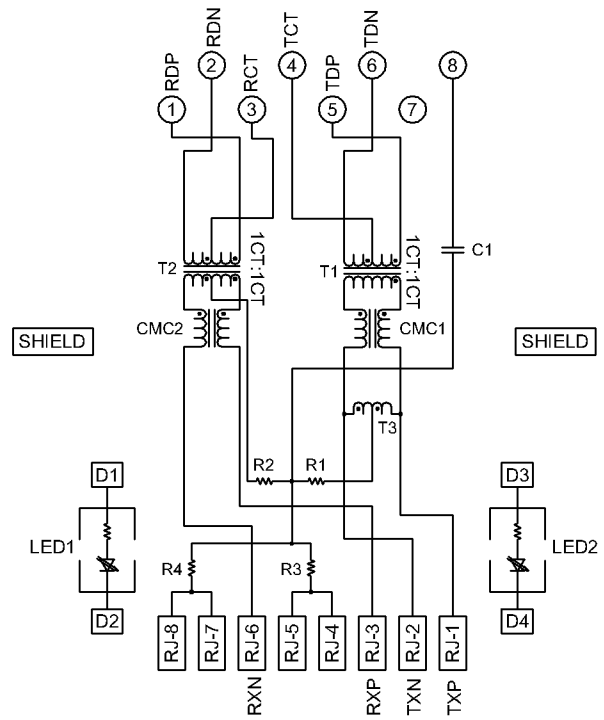 RDP
RDN
RCT
TCT
TDP
TDN
1
2
3
4
5
6
7
8
T2
1CT:1CT
T1
1CT:1CT
C1
CMC2
CMC1
SHIELD
SHIELD
T3
R2
R1
D1
D3
LED1
LED2
R4
R3
D2
D4
RJ-8
RJ-7
RJ-6
RJ-5
RJ-4
RJ-3
RJ-2
RJ-1
RXN
RXP
TXN
TXP